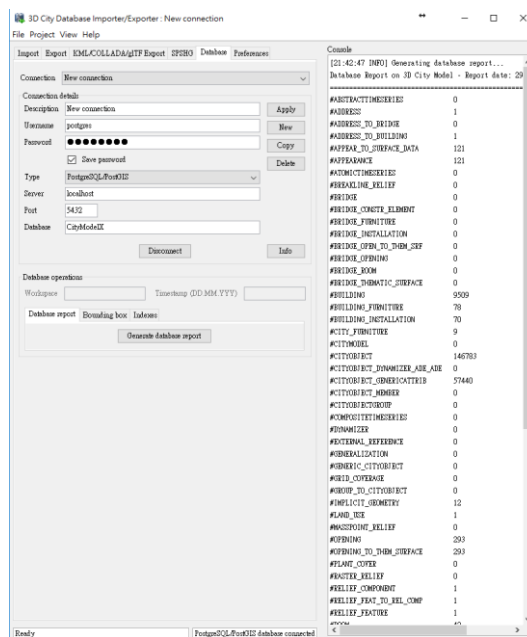 3D City Database Importer/Exporter : New connection
File Project View Help
Import Export KML/COLLADA/glTF Export SPSHG Database Preferences
Connection New connection
Connection details
Description New connection Apply
Username postgres New
Password ●●●●●●●● Copy
Save password Delete
Type PostgreSQL/PostGIS
Server localhost
Port 5432
Database CityModelX
Disconnect Info
Database operations
Workspace Timestamp (DD.MM.YYYY)
Database report Bounding box Indexes
Generate database report
Ready PostgreSQL/PostGIS database connected
Console
[21:42:47 INFO] Generating database report...
Database Report on 3D City Model - Report date: 29
#ABSTRACTTIMESERIES 0
#ADDRESS 1
#ADDRESS_TO_BRIDGE 0
#ADDRESS_TO_BUILDING 1
#APPEAR_TO_SURFACE_DATA 121
#APPEARANCE 121
#ATOMICTIMESERIES 0
#BREAKLINE_RELIEF 0
#BRIDGE 0
#BRIDGE_CONSTR_ELEMENT 0
#BRIDGE_FURNITURE 0
#BRIDGE_INSTALLATION 0
#BRIDGE_OPEN_TO_THEM_SRF 0
#BRIDGE_OPENING 0
#BRIDGE_ROOM 0
#BRIDGE_THEMATIC_SURFACE 0
#BUILDING 9509
#BUILDING_FURNITURE 78
#BUILDING_INSTALLATION 70
#CITY_FURNITURE 9
#CITYMODEL 0
#CITYOBJECT 146783
#CITYOBJECT_DYNAMIZER_ADE_ADE 0
#CITYOBJECT_GENERICATTRIB 57440
#CITYOBJECT_MEMBER 0
#CITYOBJECTGROUP 0
#COMPOSITETIMESERIES 0
#DYNAMIZER 0
#EXTERNAL_REFERENCE 0
#GENERALIZATION 0
#GENERIC_CITYOBJECT 0
#GRID_COVERAGE 0
#GROUP_TO_CITYOBJECT 0
#IMPLICIT_GEOMETRY 12
#LAND_USE 1
#MASSPOINT_RELIEF 0
#OPENING 293
#OPENING_TO_THEM_SURFACE 293
#PLANT_COVER 0
#RASTER_RELIEF 0
#RELIEF_COMPONENT 1
#RELIEF_FEAT_TO_REL_COMP 1
#RELIEF_FEATURE 1